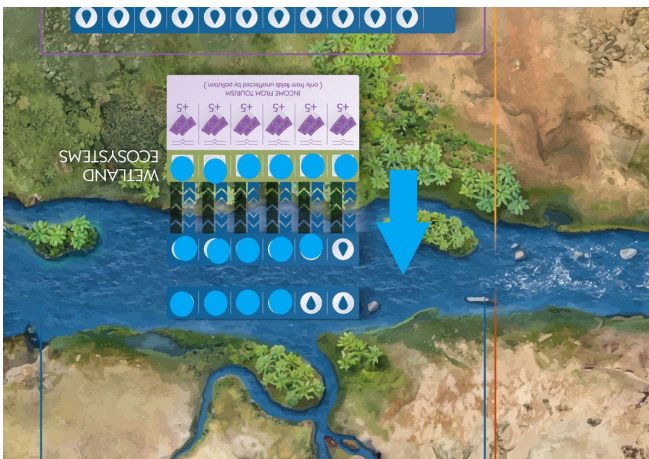 WETLAND
ECOSYSTEMS
INCOME FROM TOURISM
( only from fields unaffected by pollution )
+5 +5 +5 +5 +5 +5